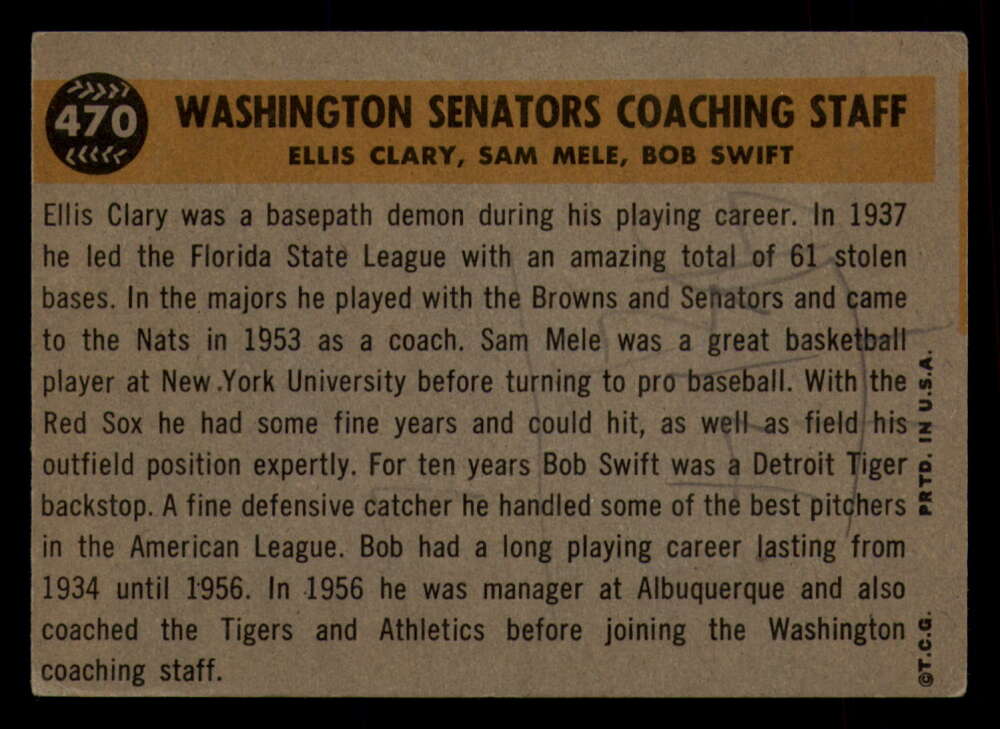 470
WASHINGTON SENATORS COACHING STAFF
ELLIS CLARY, SAM MELE, BOB SWIFT
Ellis Clary was a basepath demon during his playing career. In 1937
he led the Florida State League with an amazing total of 61 stolen
bases. In the majors he played with the Browns and Senators and came
to the Nats in 1953 as a coach. Sam Mele was a great basketball
player at New York University before turning to pro baseball. With the
Red Sox he had some fine years and could hit, as well as field his
outfield position expertly. For ten years Bob Swift was a Detroit Tiger
backstop. A fine defensive catcher he handled some of the best pitchers
in the American League. Bob had a long playing career lasting from
1934 until 1956. In 1956 he was manager at Albuquerque and also
coached the Tigers and Athletics before joining the Washington
coaching staff.
©T.C.G. PRTD. IN U.S.A.